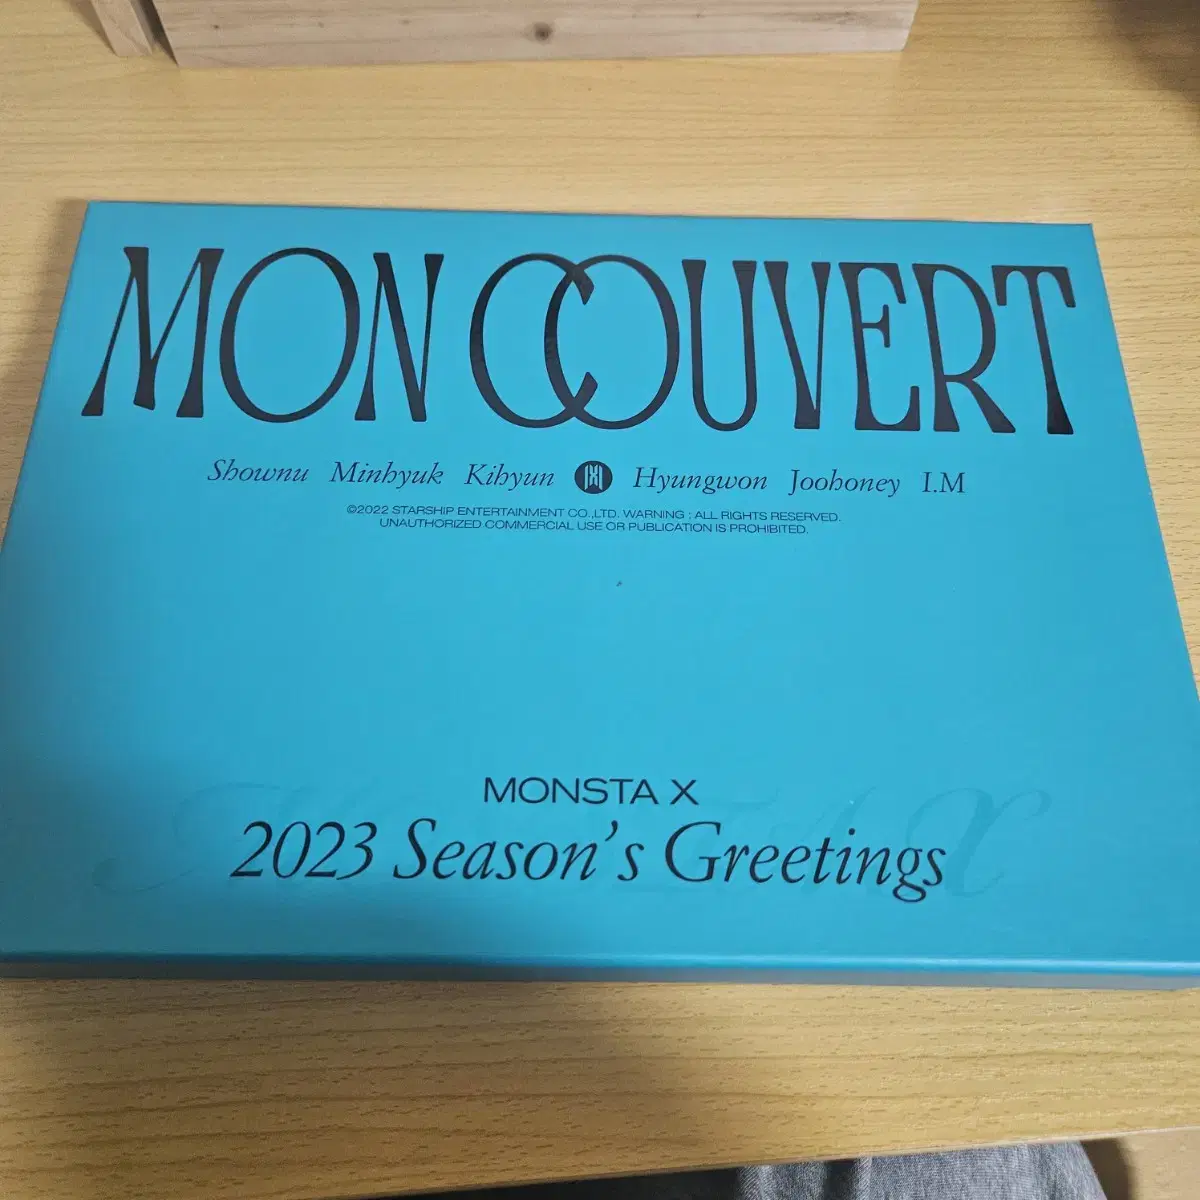 MON COUVERT
Shownu Minhyuk Kihyun Hyungwon Joohoney I.M
©2022 STARSHIP ENTERTAINMENT CO.,LTD. WARNING : ALL RIGHTS RESERVED.
UNAUTHORIZED COMMERCIAL USE OR PUBLICATION IS PROHIBITED.
MONSTA X
2023 Season's Greetings